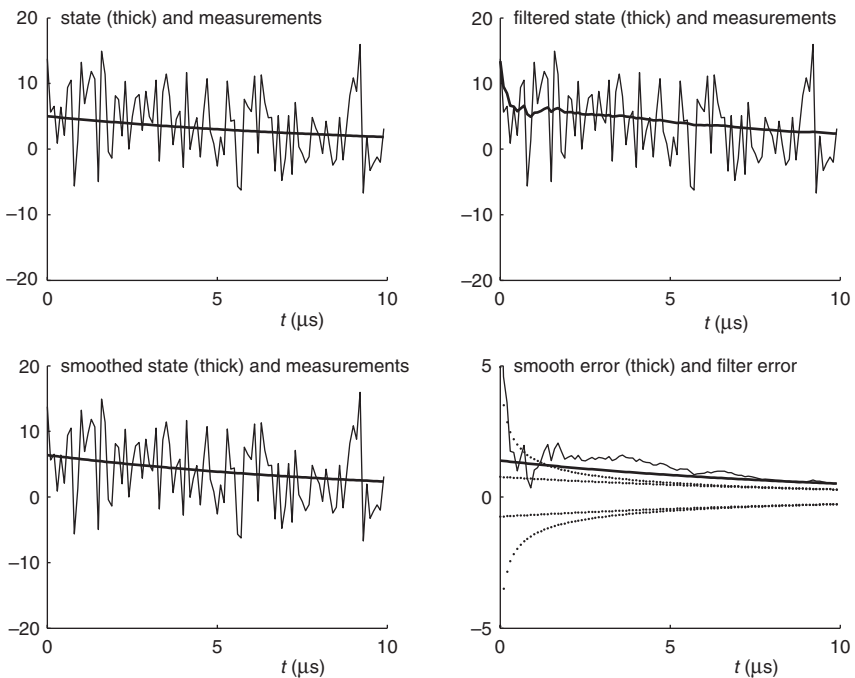 20 state (thick) and measurements
10
0
−10
−20
0 5 10
t (μs)
20 filtered state (thick) and measurements
10
0
−10
−20
0 5 10
t (μs)
20 smoothed state (thick) and measurements
10
0
−10
−20
0 5 10
t (μs)
5 smooth error (thick) and filter error
0
−5
0 5 10
t (μs)